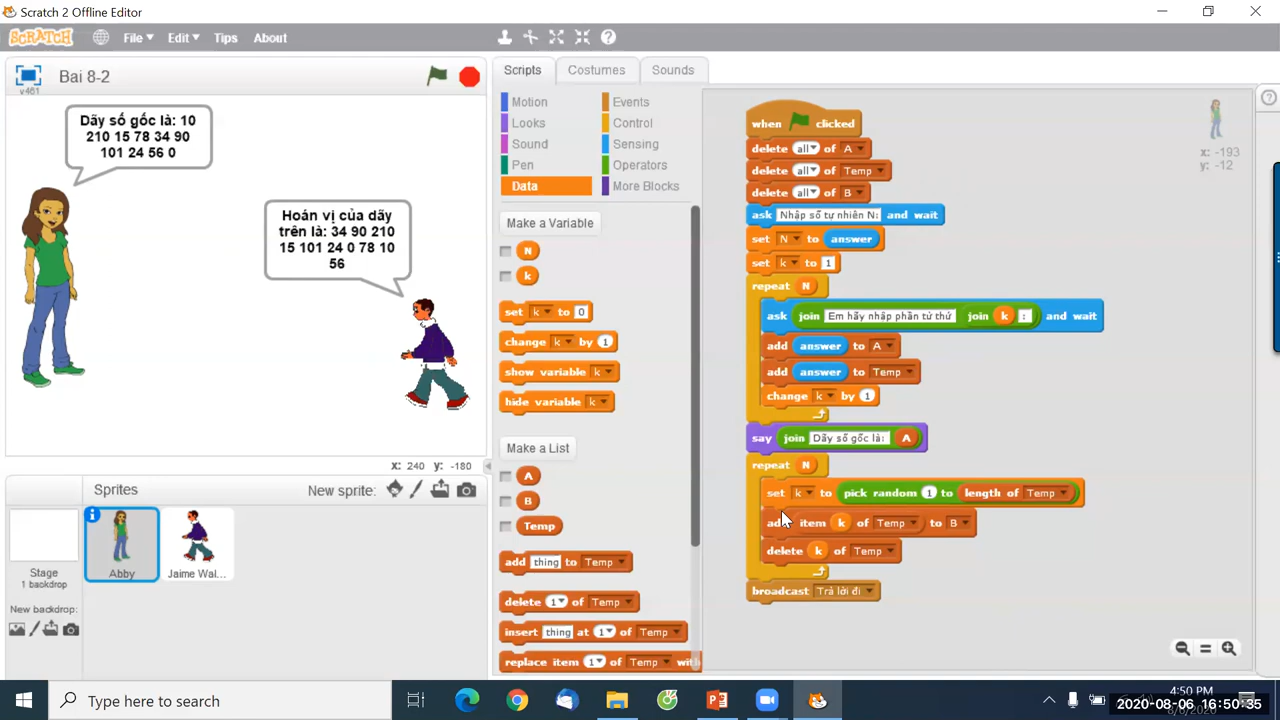 Scratch 2 Offline Editor
SCRATCH File Edit Tips About
v461 Bai 8-2
Dãy số gốc là: 10
210 15 78 34 90
101 24 56 0
Hoán vị của dãy
trên là: 34 90 210
15 101 24 0 78 10
56
x: 240 y: -180
Sprites New sprite:
Stage
1 backdrop
New backdrop:
Abby
Jaime Wal...
Scripts Costumes Sounds
Motion Events
Looks Control
Sound Sensing
Pen Operators
Data More Blocks
Make a Variable
N
k
set k to 0
change k by 1
show variable k
hide variable k
Make a List
A
B
Temp
add thing to Temp
delete 1 of Temp
insert thing at 1 of Temp
replace item 1 of Temp with
when clicked
delete all of A
delete all of Temp
delete all of B
ask Nhập số tự nhiên N: and wait
set N to answer
set k to 1
repeat N
ask join Em hãy nhập phần tử thứ join k : and wait
add answer to A
add answer to Temp
change k by 1
say join Dãy số gốc là: A
repeat N
set k to pick random 1 to length of Temp
add item k of Temp to B
delete k of Temp
broadcast Trả lời đi
x: -193
y: -12
Type here to search
4:50 PM
2020-08-06 16:50:35